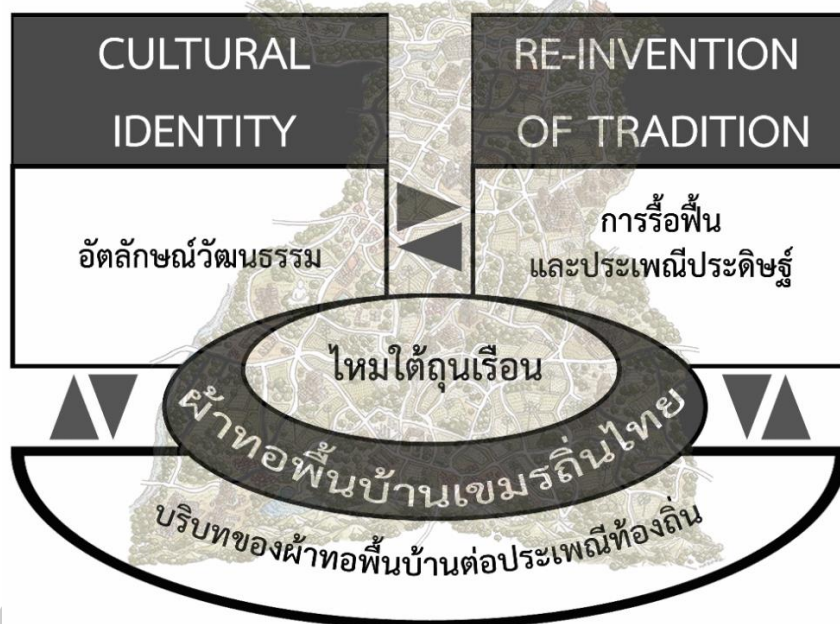 CULTURAL
IDENTITY
RE-INVENTION
OF TRADITION
อัตลักษณ์วัฒนธรรม
การรื้อฟื้น
และประเพณีประดิษฐ์
ไหมใต้ถุนเรือน
ผ้าทอพื้นบ้านเขมรถิ่นไทย
บริบทของผ้าทอพื้นบ้านต่อประเพณีท้องถิ่น